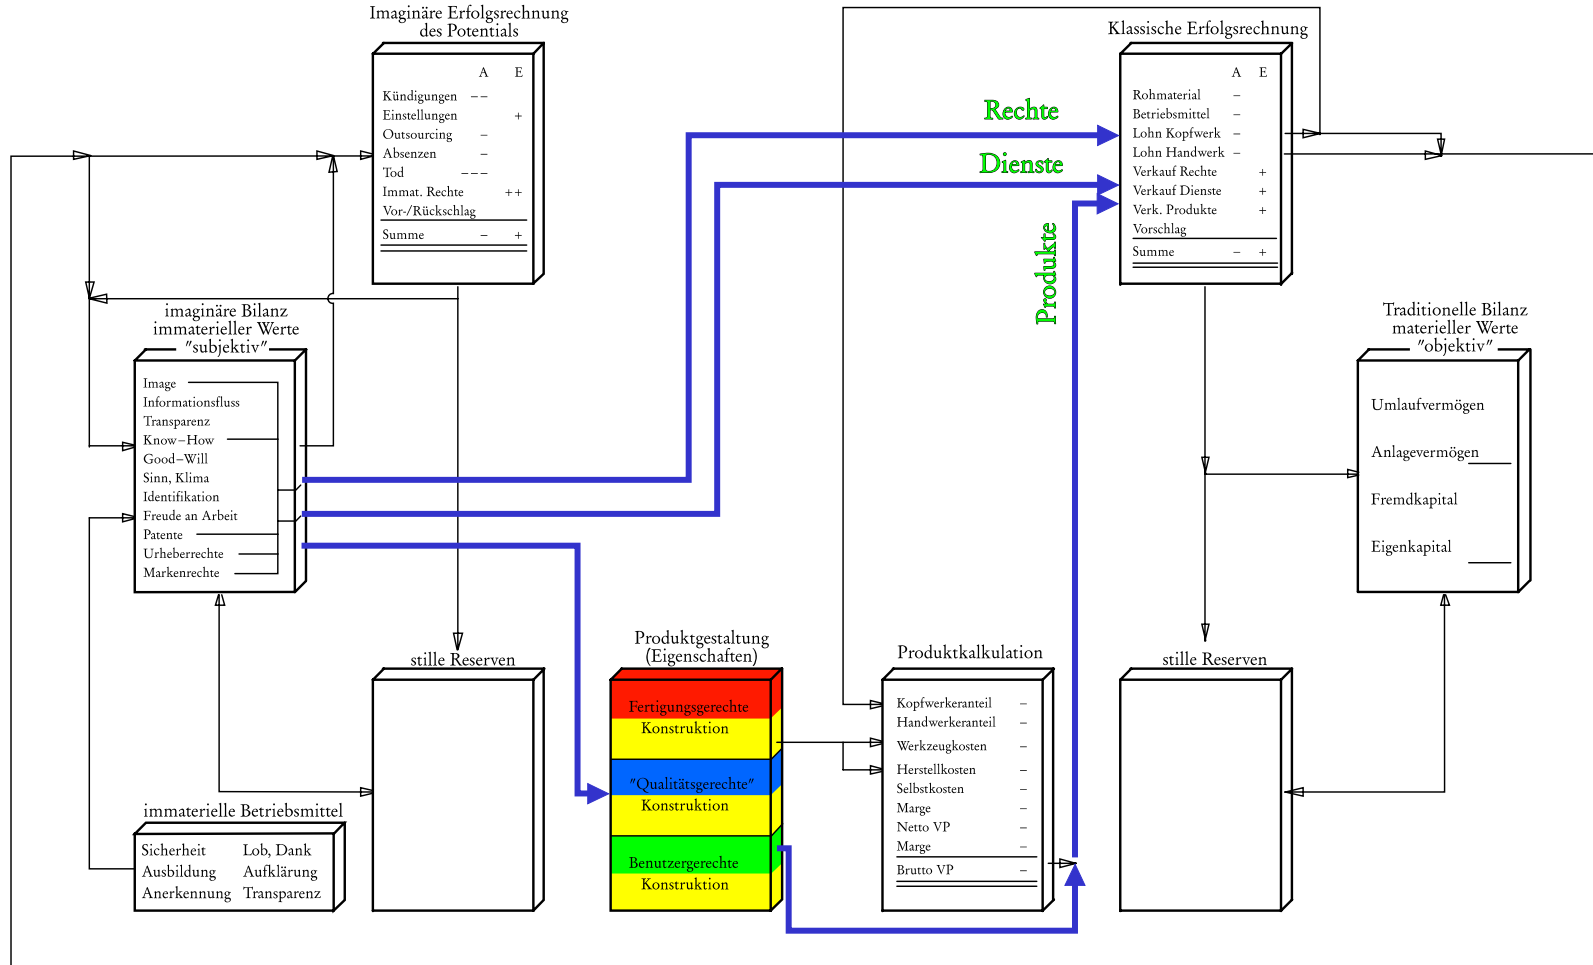 Imaginäre Erfolgsrechnung
des Potentials
A E
Kündigungen −−
Einstellungen +
Outsourcing −
Absenzen −
Tod −−−
Immat. Rechte ++
Vor-/Rückschlag
Summe − +
Klassische Erfolgsrechnung
A E
Rohmaterial −
Betriebsmittel −
Lohn Kopfwerk −
Lohn Handwerk −
Verkauf Rechte +
Verkauf Dienste +
Verk. Produkte +
Vorschlag
Summe − +
Rechte
Dienste
Produkte
imaginäre Bilanz
immaterieller Werte
"subjektiv"
Image
Informationsfluss
Transparenz
Know−How
Good−Will
Sinn, Klima
Identifikation
Freude an Arbeit
Patente
Urheberrechte
Markenrechte
Traditionelle Bilanz
materieller Werte
"objektiv"
Umlaufvermögen
Anlagevermögen
Fremdkapital
Eigenkapital
immaterielle Betriebsmittel
Sicherheit Lob, Dank
Ausbildung Aufklärung
Anerkennung Transparenz
stille Reserven
Produktgestaltung
(Eigenschaften)
Fertigungsgerechte
Konstruktion
"Qualitätsgerechte"
Konstruktion
Benutzergerechte
Konstruktion
Produktkalkulation
Kopfwerkeranteil −
Handwerkeranteil −
Werkzeugkosten −
Herstellkosten −
Selbstkosten −
Marge −
Netto VP −
Marge −
Brutto VP −
stille Reserven